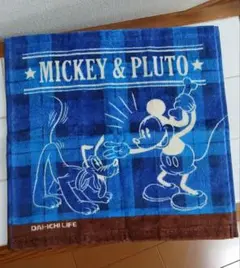 ★ MICKEY & PLUTO ★
DAI-ICHI LIFE